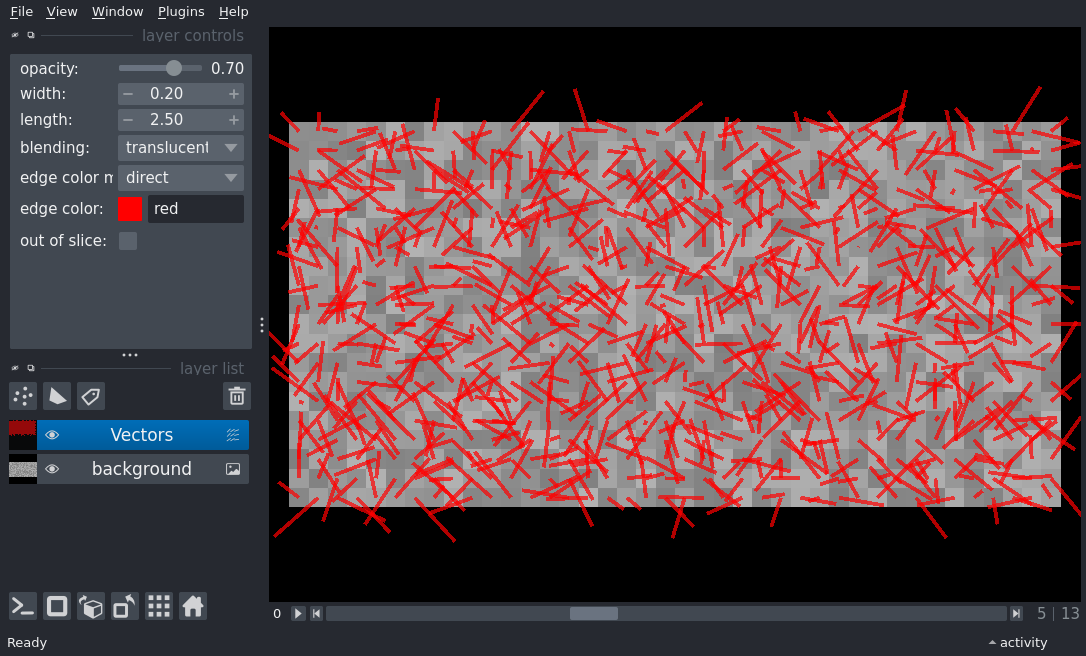 File View Window Plugins Help
layer controls
opacity: 0.70
width: − 0.20 +
length: − 2.50 +
blending: translucent
edge color m direct
edge color: red
out of slice:
layer list
Vectors
background
0 5 | 13
Ready activity